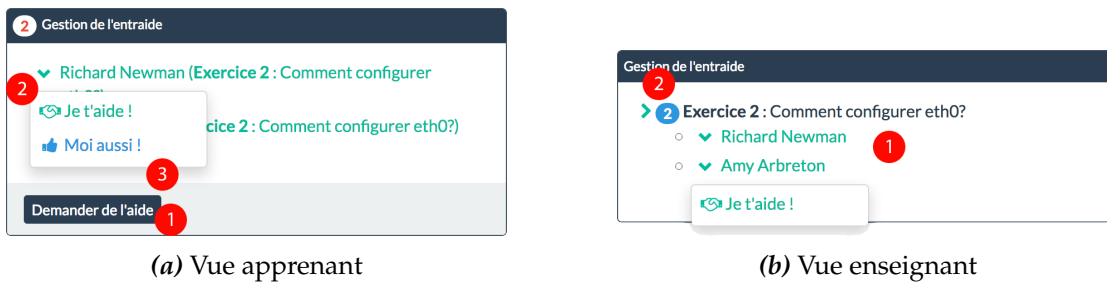 2 Gestion de l'entraide
Richard Newman (Exercice 2 : Comment configurer
2
Je t'aide !
cice 2 : Comment configurer eth0?)
Moi aussi !
3
Demander de l'aide
1
(a) Vue apprenant
Gestion de l'entraide
2
2 Exercice 2 : Comment configurer eth0?
Richard Newman
1
Amy Arbreton
Je t'aide !
(b) Vue enseignant